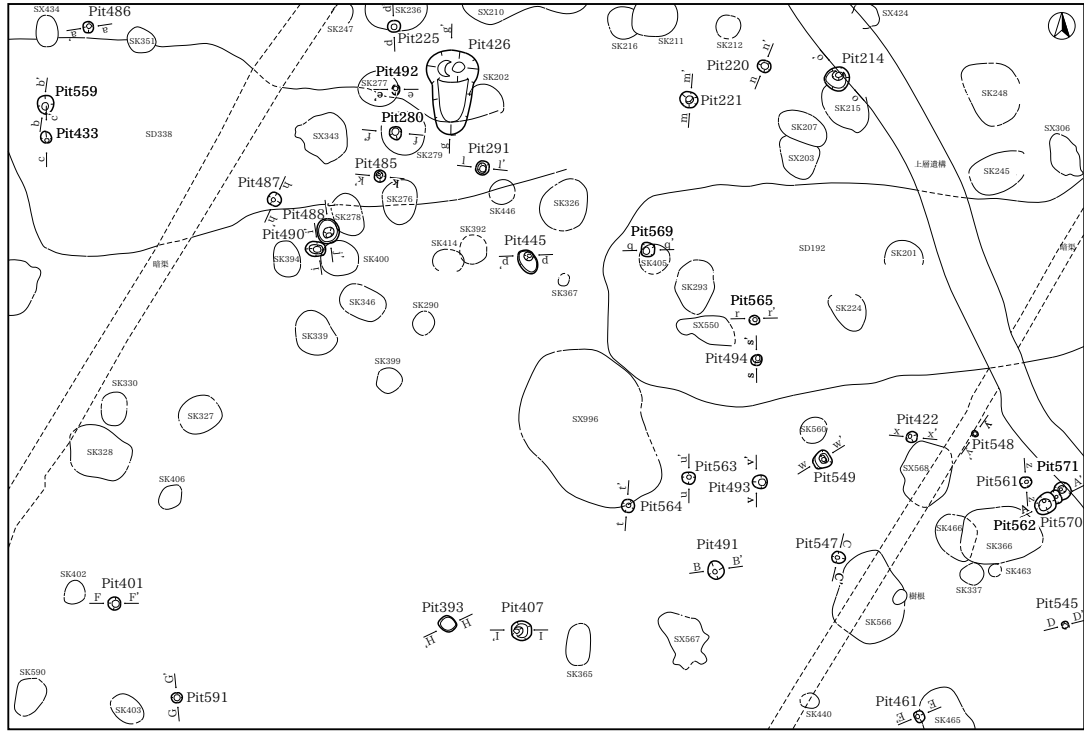 SX434
Pit486
a'
a
SK351
SK247
SK236
d'
Pit225
d
SX210
g'
Pit426
SK216
SK211
SK212
SK424
n'
Pit220
n
Pit214
o'
o
SK215
SK248
b'
Pit559
c'
b
Pit433
c
SD338
Pit492
SK277
e'
e
SK202
m'
Pit221
m
SK207
SX203
SX306
SX343
Pit280
f'
f
SK279
g
Pit291
l
l'
上層遺構
SK245
Pit485
k'
k
Pit487
h
h'
SK276
SK446
SK326
Pit488
SK278
Pit490
j'
i
SK394
SK400
SK414
SK392
Pit445
p'
p
SK367
Pit569
q
q'
SK405
SD192
SK201
暗渠
暗渠
SK293
SK346
SK290
SK339
Pit565
r
r'
SX550
SK224
s'
Pit494
s
SK399
SK330
SK327
SK328
SX996
SK560
Pit422
x
x'
y
y'
Pit548
SK406
u'
Pit563
u
v'
Pit493
v
w
w'
Pit549
SX568
z'
Pit561
z
Pit571
A'
A
Pit562
Pit570
t'
Pit564
t
SK466
SK366
SK463
SK337
Pit491
B
B'
Pit547
C
C'
樹根
SK566
SK402
Pit401
F
F'
Pit545
D
D'
Pit393
H
H'
Pit407
I'
I
SK365
SX567
SK590
SK403
G'
Pit591
G
SK440
Pit461
E'
E
SK465